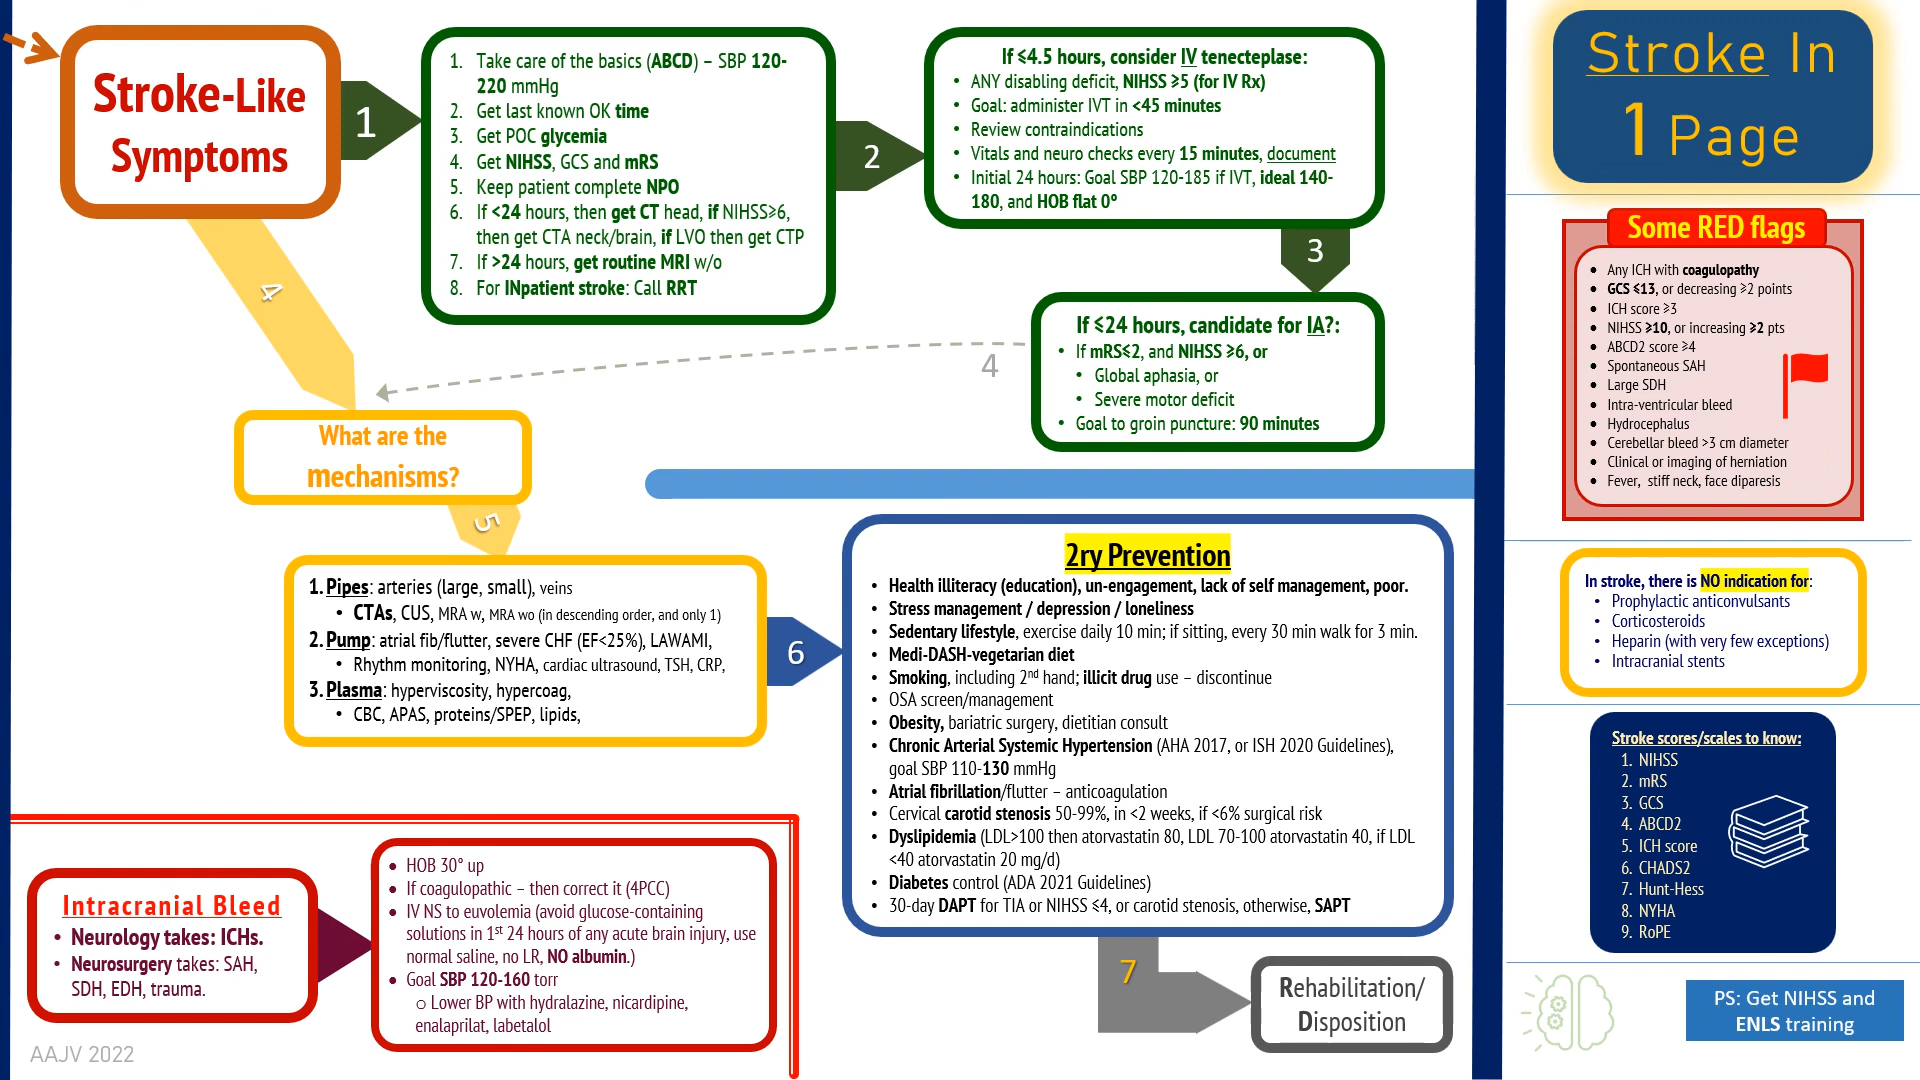 Stroke-Like
Symptoms
1
1. Take care of the basics (ABCD) – SBP 120-
220 mmHg
2. Get last known OK time
3. Get POC glycemia
4. Get NIHSS, GCS and mRS
5. Keep patient complete NPO
6. If <24 hours, then get CT head, if NIHSS≥6,
then get CTA neck/brain, if LVO then get CTP
7. If >24 hours, get routine MRI w/o
8. For INpatient stroke: Call RRT
2
If ≤4.5 hours, consider IV tenecteplase:
• ANY disabling deficit, NIHSS ≥5 (for IV Rx)
• Goal: administer IVT in <45 minutes
• Review contraindications
• Vitals and neuro checks every 15 minutes, document
• Initial 24 hours: Goal SBP 120-185 if IVT, ideal 140-
180, and HOB flat 0º
3
If ≤24 hours, candidate for IA?:
• If mRS≤2, and NIHSS ≥6, or
• Global aphasia, or
• Severe motor deficit
• Goal to groin puncture: 90 minutes
4
4
What are the
mechanisms?
5
1. Pipes: arteries (large, small), veins
• CTAs, CUS, MRA w, MRA wo (in descending order, and only 1)
2. Pump: atrial fib/flutter, severe CHF (EF<25%), LAWAMI,
• Rhythm monitoring, NYHA, cardiac ultrasound, TSH, CRP,
3. Plasma: hyperviscosity, hypercoag,
• CBC, APAS, proteins/SPEP, lipids,
6
2ry Prevention
• Health illiteracy (education), un-engagement, lack of self management, poor.
• Stress management / depression / loneliness
• Sedentary lifestyle, exercise daily 10 min; if sitting, every 30 min walk for 3 min.
• Medi-DASH-vegetarian diet
• Smoking, including 2nd hand; illicit drug use – discontinue
• OSA screen/management
• Obesity, bariatric surgery, dietitian consult
• Chronic Arterial Systemic Hypertension (AHA 2017, or ISH 2020 Guidelines),
goal SBP 110-130 mmHg
• Atrial fibrillation/flutter – anticoagulation
• Cervical carotid stenosis 50-99%, in <2 weeks, if <6% surgical risk
• Dyslipidemia (LDL>100 then atorvastatin 80, LDL 70-100 atorvastatin 40, if LDL
<40 atorvastatin 20 mg/d)
• Diabetes control (ADA 2021 Guidelines)
• 30-day DAPT for TIA or NIHSS ≤4, or carotid stenosis, otherwise, SAPT
7
Rehabilitation/
Disposition
Intracranial Bleed
• Neurology takes: ICHs.
• Neurosurgery takes: SAH,
SDH, EDH, trauma.
• HOB 30° up
• If coagulopathic – then correct it (4PCC)
• IV NS to euvolemia (avoid glucose-containing
solutions in 1st 24 hours of any acute brain injury, use
normal saline, no LR, NO albumin.)
• Goal SBP 120-160 torr
o Lower BP with hydralazine, nicardipine,
enalaprilat, labetalol
AAJV 2022
Stroke In
1 Page
Some RED flags
• Any ICH with coagulopathy
• GCS ≤13, or decreasing ≥2 points
• ICH score ≥3
• NIHSS ≥10, or increasing ≥2 pts
• ABCD2 score ≥4
• Spontaneous SAH
• Large SDH
• Intra-ventricular bleed
• Hydrocephalus
• Cerebellar bleed >3 cm diameter
• Clinical or imaging of herniation
• Fever, stiff neck, face diparesis
In stroke, there is NO indication for:
• Prophylactic anticonvulsants
• Corticosteroids
• Heparin (with very few exceptions)
• Intracranial stents
Stroke scores/scales to know:
1. NIHSS
2. mRS
3. GCS
4. ABCD2
5. ICH score
6. CHADS2
7. Hunt-Hess
8. NYHA
9. RoPE
PS: Get NIHSS and
ENLS training